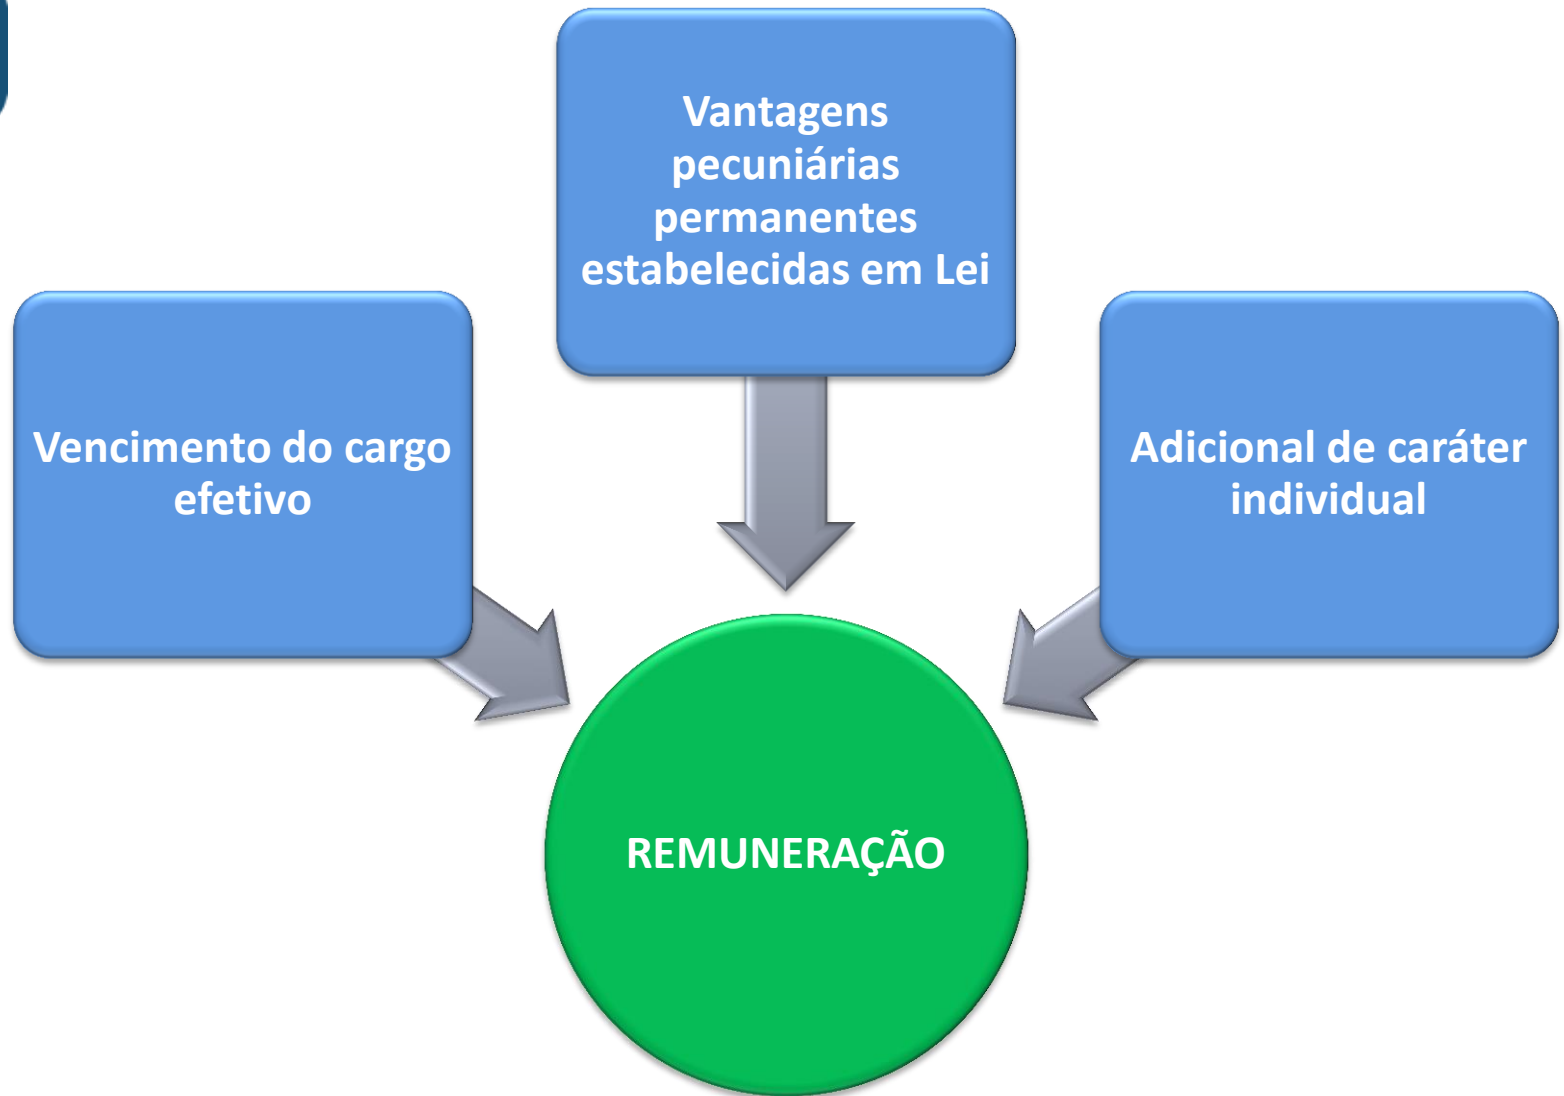 Vantagens
pecuniárias
permanentes
estabelecidas em Lei
Vencimento do cargo
efetivo
Adicional de caráter
individual
REMUNERAÇÃO